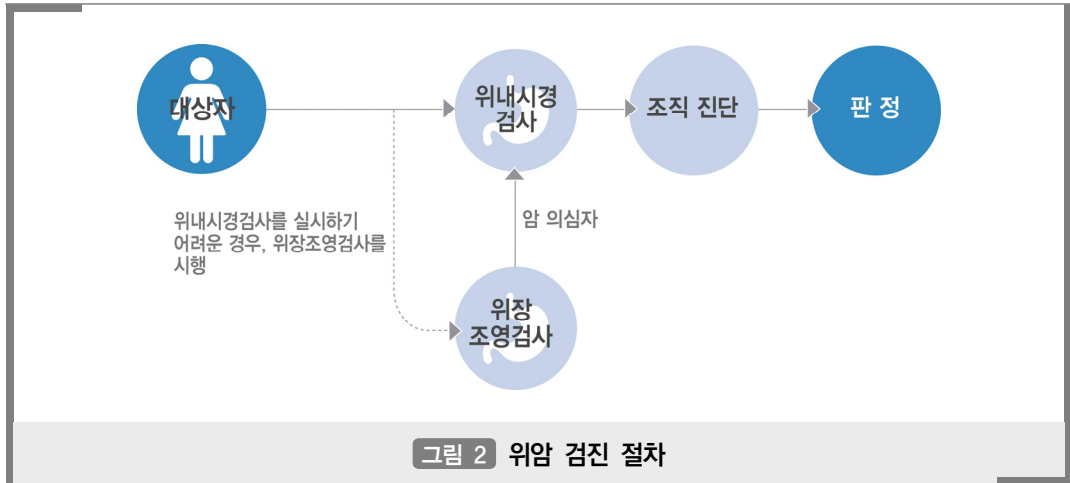 대상자
위내시경
검사
조직 진단
판 정
위내시경검사를 실시하기
어려운 경우, 위장조영검사를
시행
암 의심자
위장
조영검사
그림 2 위암 검진 절차